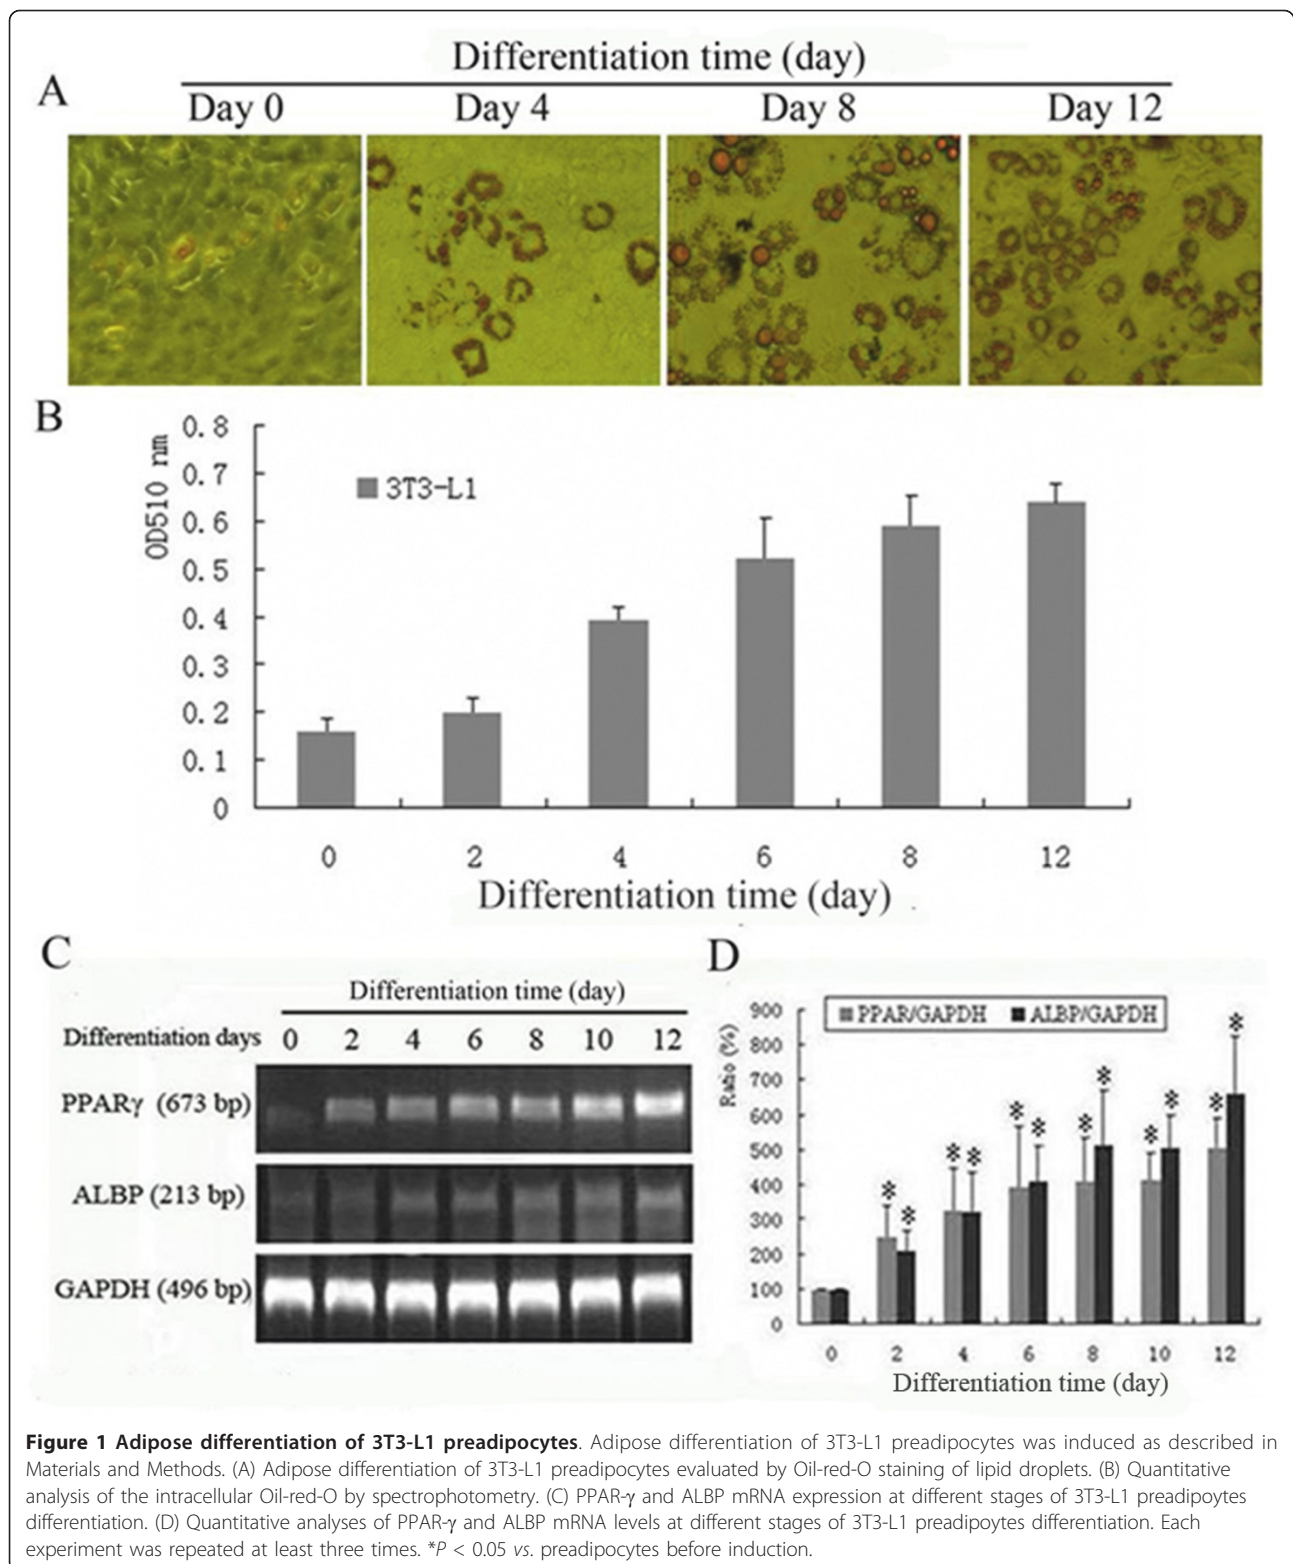 Differentiation time (day)
A
Day 0 Day 4 Day 8 Day 12
B
OD510 nm
0.8
0.7
0.6
0.5
0.4
0.3
0.2
0.1
0
3T3-L1
0 2 4 6 8 12
Differentiation time (day)
C
Differentiation time (day)
Differentiation days 0 2 4 6 8 10 12
PPARγ (673 bp)
ALBP (213 bp)
GAPDH (496 bp)
D
Ratio (%)
900
800
700
600
500
400
300
200
100
0
PPAR/GAPDH ALBP/GAPDH
* * * * * * * * * * * *
0 2 4 6 8 10 12
Differentiation time (day)
Figure 1 Adipose differentiation of 3T3-L1 preadipocytes. Adipose differentiation of 3T3-L1 preadipocytes was induced as described in
Materials and Methods. (A) Adipose differentiation of 3T3-L1 preadipocytes evaluated by Oil-red-O staining of lipid droplets. (B) Quantitative
analysis of the intracellular Oil-red-O by spectrophotometry. (C) PPAR-γ and ALBP mRNA expression at different stages of 3T3-L1 preadipoytes
differentiation. (D) Quantitative analyses of PPAR-γ and ALBP mRNA levels at different stages of 3T3-L1 preadipoytes differentiation. Each
experiment was repeated at least three times. *P < 0.05 vs. preadipocytes before induction.